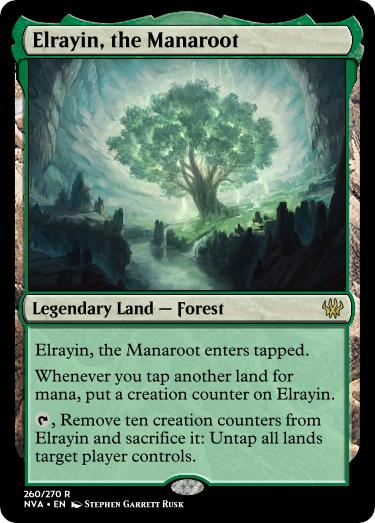 Elrayin, the Manaroot
Legendary Land — Forest
Elrayin, the Manaroot enters tapped.
Whenever you tap another land for
mana, put a creation counter on Elrayin.
, Remove ten creation counters from
Elrayin and sacrifice it: Untap all lands
target player controls.
260/270 R
NVA • EN Stephen Garrett Rusk